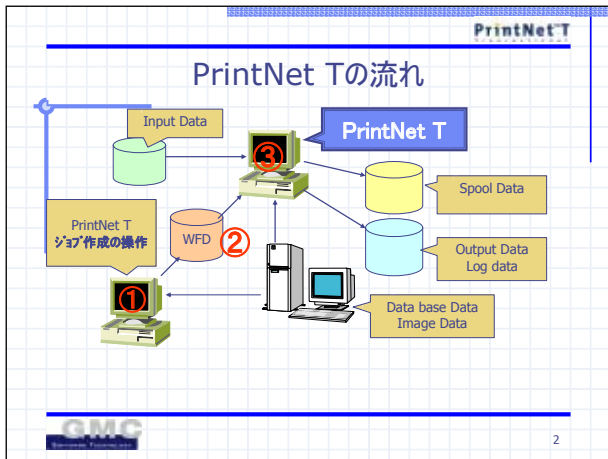 PrintNet T
PrintNet Tの流れ
Input Data
PrintNet T
③
Spool Data
PrintNet T
ジョブ作成の操作
WFD
②
Output Data
Log data
①
Data base Data
Image Data
GMC
2